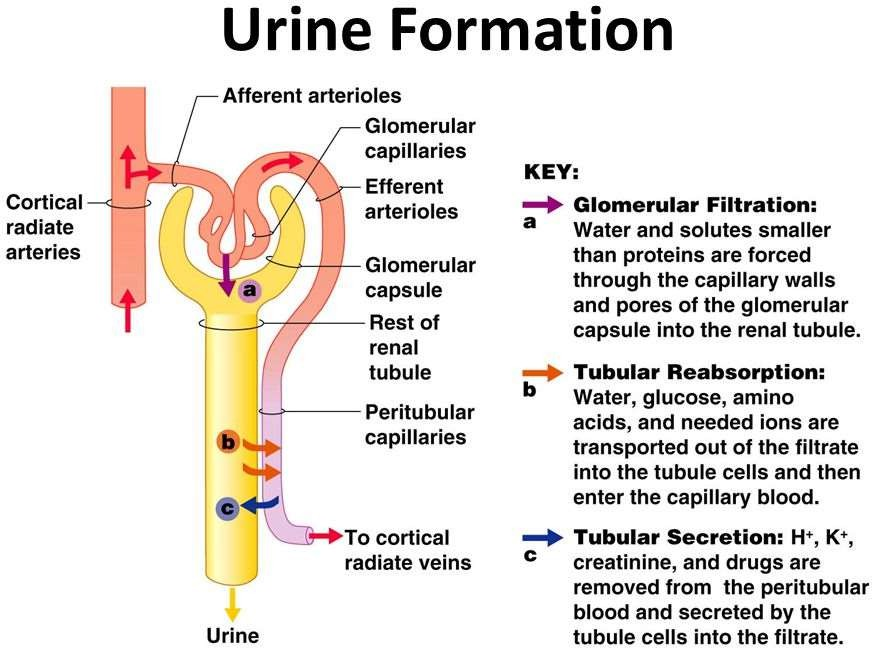 Urine Formation
Afferent arterioles
Glomerular
capillaries
Efferent
arterioles
Cortical
radiate
arteries
Glomerular
capsule
a
Rest of
renal
tubule
Peritubular
capillaries
b
c
To cortical
radiate veins
Urine
KEY:
a
Glomerular Filtration:
Water and solutes smaller
than proteins are forced
through the capillary walls
and pores of the glomerular
capsule into the renal tubule.
b
Tubular Reabsorption:
Water, glucose, amino
acids, and needed ions are
transported out of the filtrate
into the tubule cells and then
enter the capillary blood.
c
Tubular Secretion: H⁺, K⁺,
creatinine, and drugs are
removed from the peritubular
blood and secreted by the
tubule cells into the filtrate.